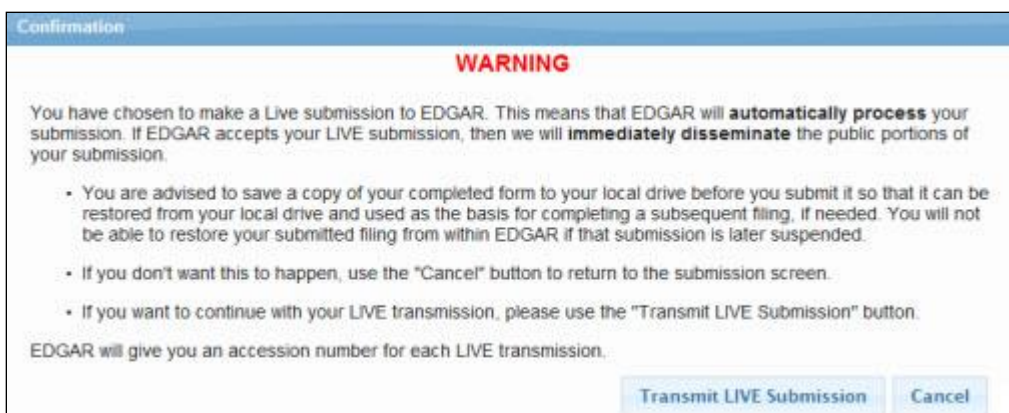 Confirmation
WARNING
You have chosen to make a Live submission to EDGAR. This means that EDGAR will automatically process your
submission. If EDGAR accepts your LIVE submission, then we will immediately disseminate the public portions of
your submission.
• You are advised to save a copy of your completed form to your local drive before you submit it so that it can be
restored from your local drive and used as the basis for completing a subsequent filing, if needed. You will not
be able to restore your submitted filing from within EDGAR if that submission is later suspended.
• If you don't want this to happen, use the "Cancel" button to return to the submission screen.
• If you want to continue with your LIVE transmission, please use the "Transmit LIVE Submission" button.
EDGAR will give you an accession number for each LIVE transmission.
Transmit LIVE Submission Cancel